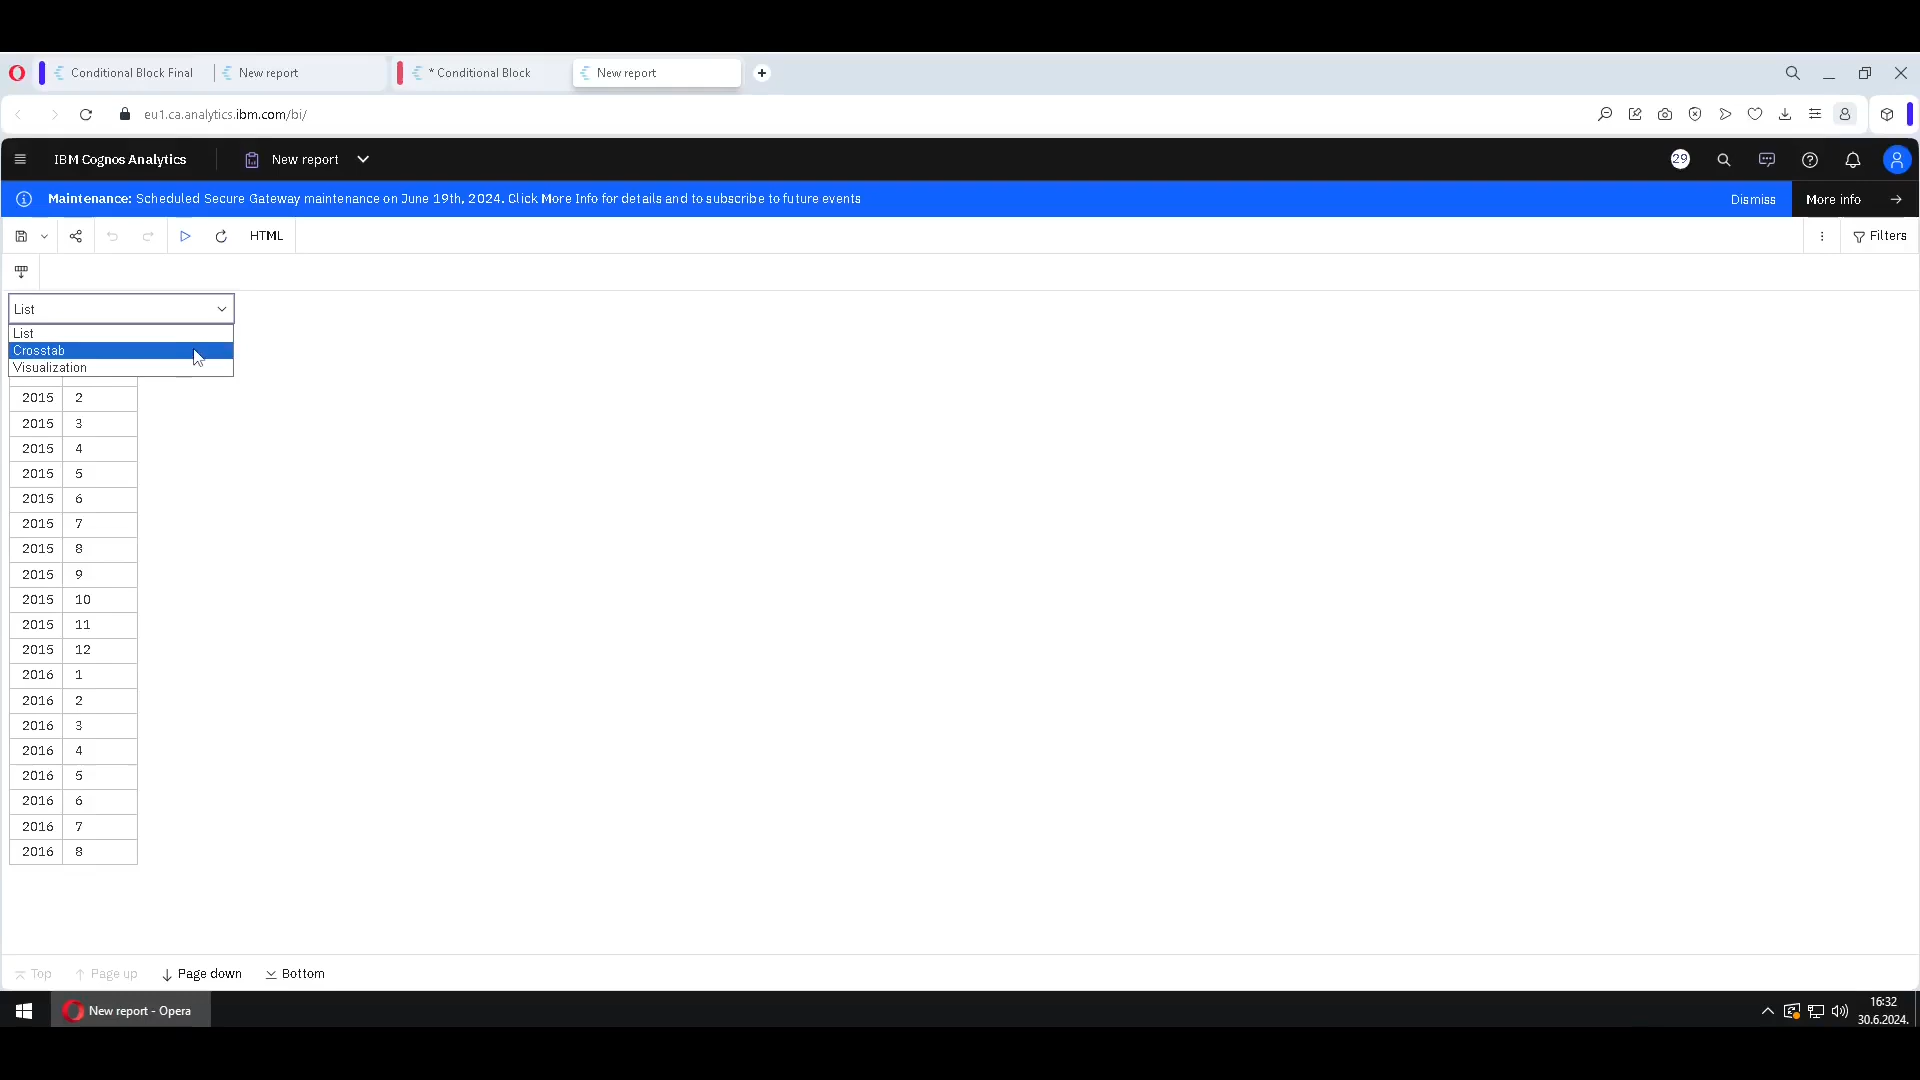 Conditional Block Final
New report
* Conditional Block
New report
eu1.ca.analytics.ibm.com/bi/
IBM Cognos Analytics
New report
29
Maintenance: Scheduled Secure Gateway maintenance on June 19th, 2024. Click More Info for details and to subscribe to future events
Dismiss
More info
HTML
Filters
List
List
Crosstab
Visualization
2015 2
2015 3
2015 4
2015 5
2015 6
2015 7
2015 8
2015 9
2015 10
2015 11
2015 12
2016 1
2016 2
2016 3
2016 4
2016 5
2016 6
2016 7
2016 8
Top
Page up
Page down
Bottom
New report - Opera
16:32
30.6.2024.